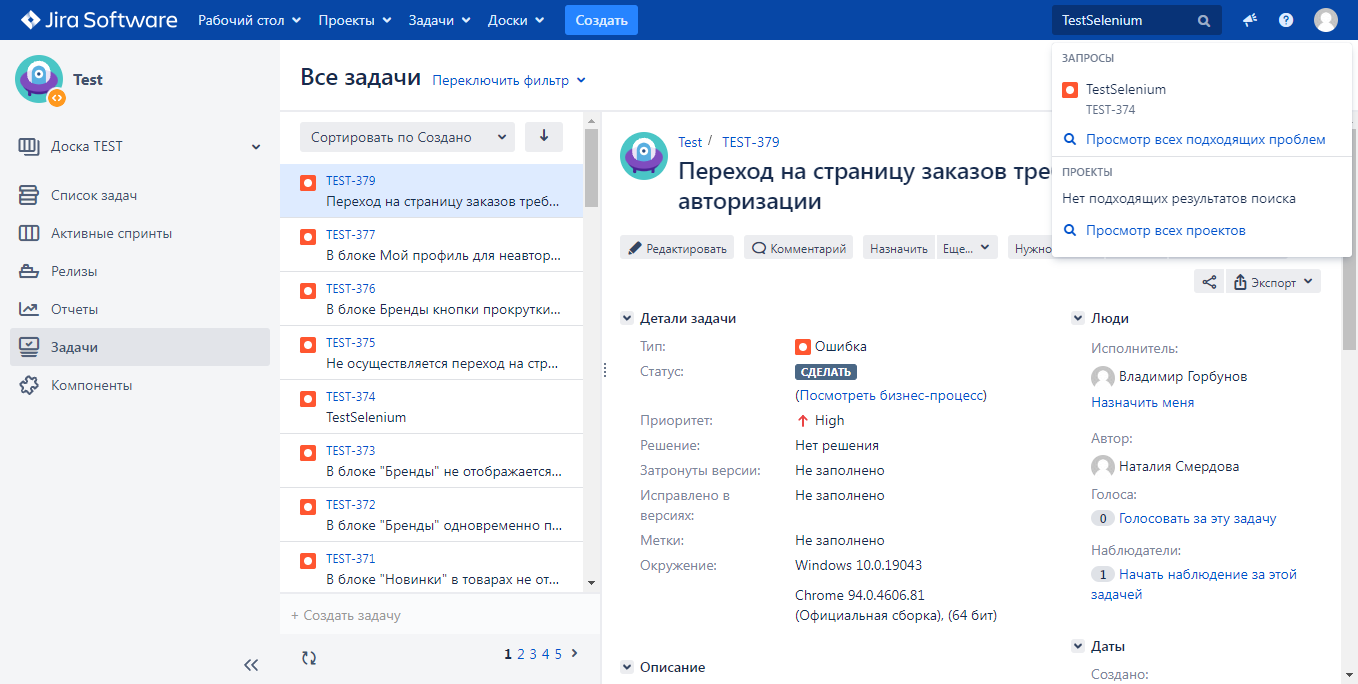 Jira Software
Рабочий стол
Проекты
Задачи
Доски
Создать
TestSelenium
Test
Доска TEST
Список задач
Активные спринты
Релизы
Отчеты
Задачи
Компоненты
Все задачи
Переключить фильтр
Сортировать по Создано
TEST-379
Переход на страницу заказов треб...
TEST-377
В блоке Мой профиль для неавтор...
TEST-376
В блоке Бренды кнопки прокрутки...
TEST-375
Не осуществляется переход на стр...
TEST-374
TestSelenium
TEST-373
В блоке "Бренды" не отображается...
TEST-372
В блоке "Бренды" одновременно п...
TEST-371
В блоке "Новинки" в товарах не от...
+ Создать задачу
1 2 3 4 5
Test / TEST-379
Переход на страницу заказов тре
авторизации
Редактировать
Комментарий
Назначить
Еще...
Нужно
Экспорт
ЗАПРОСЫ
TestSelenium
TEST-374
Просмотр всех подходящих проблем
ПРОЕКТЫ
Нет подходящих результатов поиска
Просмотр всех проектов
Детали задачи
Тип: Ошибка
Статус: СДЕЛАТЬ
(Посмотреть бизнес-процесс)
Приоритет: High
Решение: Нет решения
Затронуты версии: Не заполнено
Исправлено в Не заполнено
версиях:
Метки: Не заполнено
Окружение: Windows 10.0.19043
Chrome 94.0.4606.81
(Официальная сборка), (64 бит)
Описание
Люди
Исполнитель:
Владимир Горбунов
Назначить меня
Автор:
Наталия Смердова
Голоса:
0 Голосовать за эту задачу
Наблюдатели:
1 Начать наблюдение за этой
задачей
Даты
Создано: